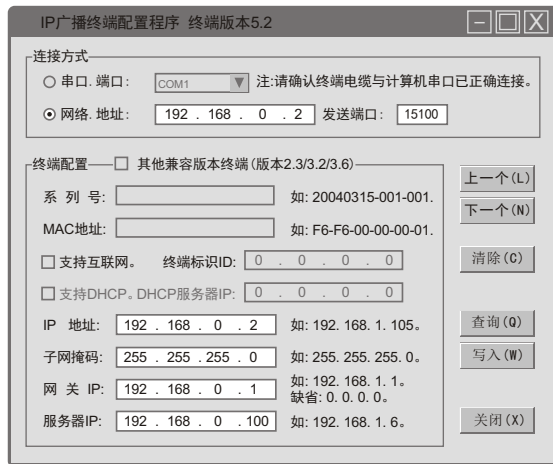 IP广播终端配置程序 终端版本5.2
连接方式
串口.端口: COM1 注:请确认终端电缆与计算机串口已正确连接。
网络.地址: 192 . 168 . 0 . 2 发送端口: 15100
终端配置 其他兼容版本终端(版本2.3/3.2/3.6)
上一个(L)
系 列 号: 如: 20040315-001-001.
下一个(N)
MAC地址: 如: F6-F6-00-00-00-01.
支持互联网。 终端标识ID: 0 . 0 . 0 . 0
清除(C)
支持DHCP。DHCP服务器IP: 0 . 0 . 0 . 0
IP 地址: 192 . 168 . 0 . 2 如: 192. 168. 1. 105。
查询(Q)
子网掩码: 255 . 255 . 255 . 0 如: 255. 255. 255. 0。
写入(W)
网 关 IP: 192 . 168 . 0 . 1 如: 192. 168. 1. 1。
缺省: 0. 0. 0. 0。
服务器IP: 192 . 168 . 0 . 100 如: 192. 168. 1. 6。
关闭(X)